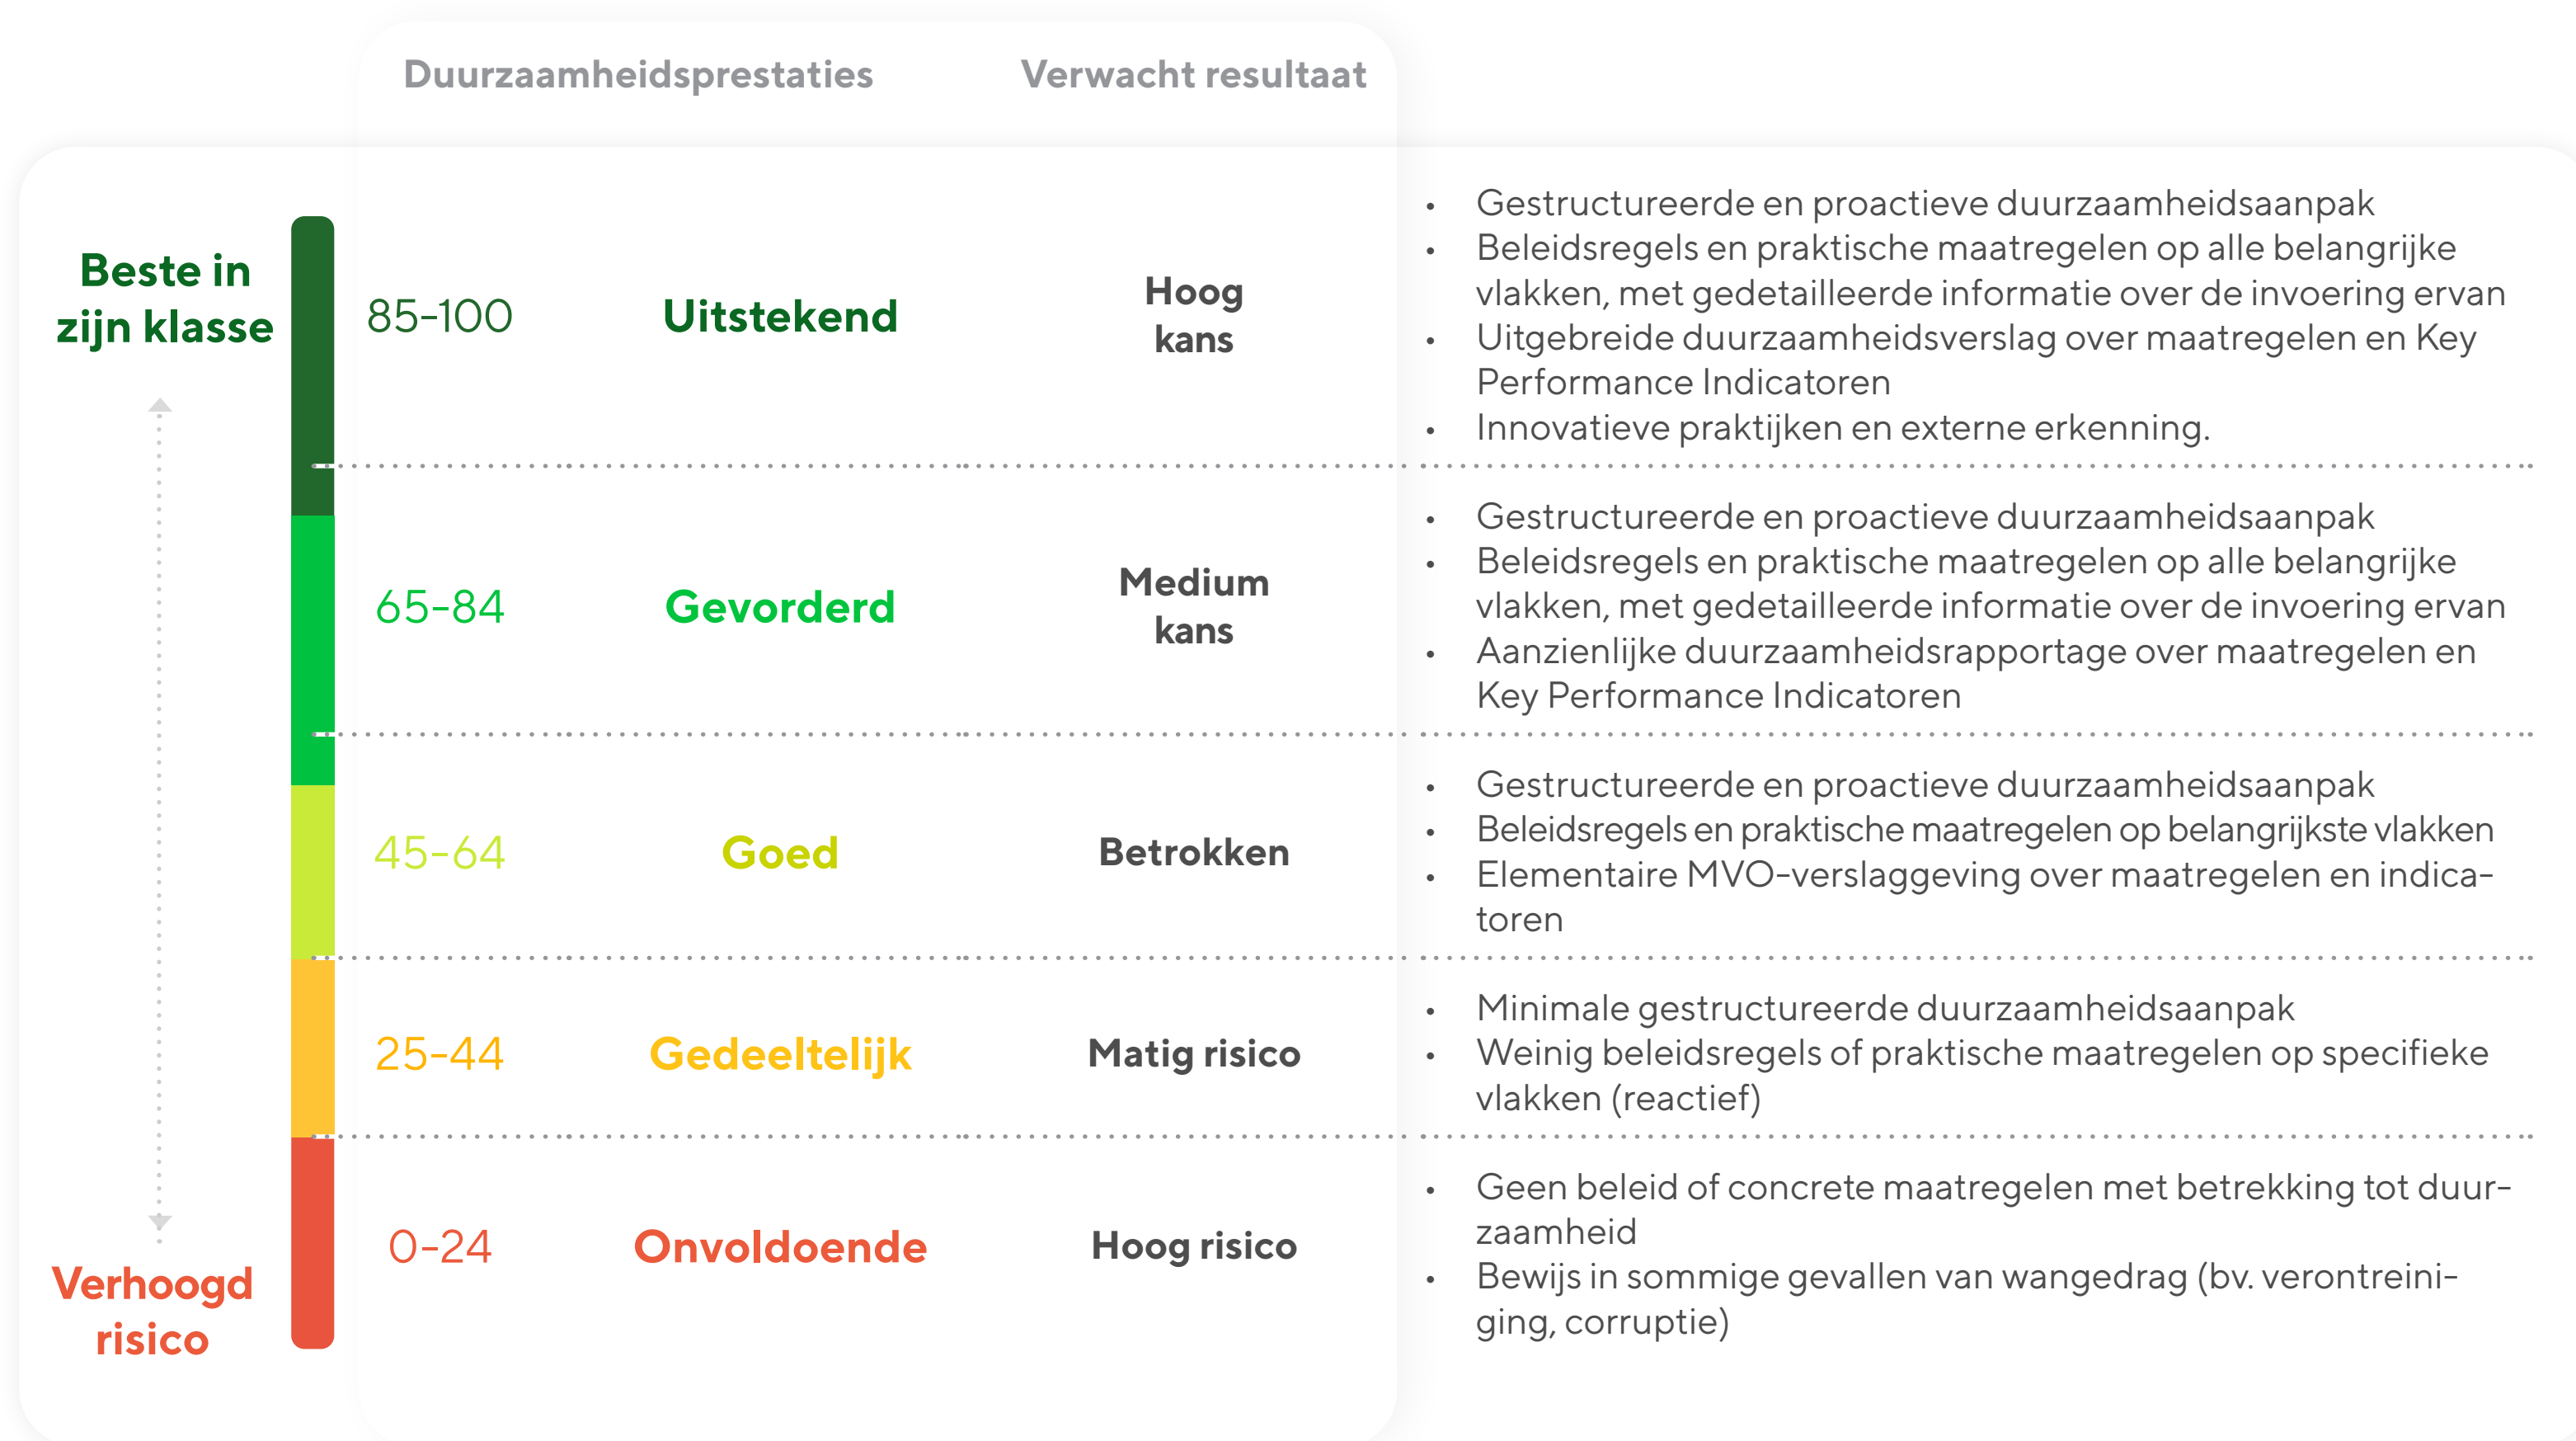 Duurzaamheidsprestaties
Verwacht resultaat
Beste in
zijn klasse
85-100
Uitstekend
Hoog
kans
• Gestructureerde en proactieve duurzaamheidsaanpak
• Beleidsregels en praktische maatregelen op alle belangrijke
vlakken, met gedetailleerde informatie over de invoering ervan
• Uitgebreide duurzaamheidsverslag over maatregelen en Key
Performance Indicatoren
• Innovatieve praktijken en externe erkenning.
65-84
Gevorderd
Medium
kans
• Gestructureerde en proactieve duurzaamheidsaanpak
• Beleidsregels en praktische maatregelen op alle belangrijke
vlakken, met gedetailleerde informatie over de invoering ervan
• Aanzienlijke duurzaamheidsrapportage over maatregelen en
Key Performance Indicatoren
45-64
Goed
Betrokken
• Gestructureerde en proactieve duurzaamheidsaanpak
• Beleidsregels en praktische maatregelen op belangrijkste vlakken
• Elementaire MVO-verslaggeving over maatregelen en indica-
toren
25-44
Gedeeltelijk
Matig risico
• Minimale gestructureerde duurzaamheidsaanpak
• Weinig beleidsregels of praktische maatregelen op specifieke
vlakken (reactief)
0-24
Onvoldoende
Hoog risico
• Geen beleid of concrete maatregelen met betrekking tot duur-
zaamheid
• Bewijs in sommige gevallen van wangedrag (bv. verontreini-
ging, corruptie)
Verhoogd
risico